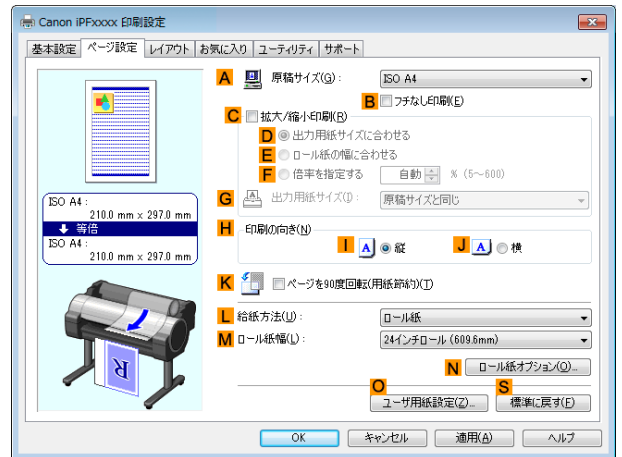 Canon iPFxxxx 印刷設定
基本設定 ページ設定 レイアウト お気に入り ユーティリティ サポート
A 原稿サイズ(G): ISO A4
B フチなし印刷(E)
C 拡大/縮小印刷(R)
D 出力用紙サイズに合わせる
E ロール紙の幅に合わせる
F 倍率を指定する 自動 % (5~600)
G 出力用紙サイズ(I): 原稿サイズと同じ
ISO A4 :
210.0 mm x 297.0 mm
等倍
ISO A4 :
210.0 mm x 297.0 mm
H 印刷の向き(N)
I A 縦 J A 横
K ページを90度回転(用紙節約)(T)
L 給紙方法(U): ロール紙
M ロール紙幅(L): 24インチロール (609.6mm)
N ロール紙オプション(O)...
R
O ユーザ用紙設定(Z)... S 標準に戻す(F)
OK キャンセル 適用(A) ヘルプ